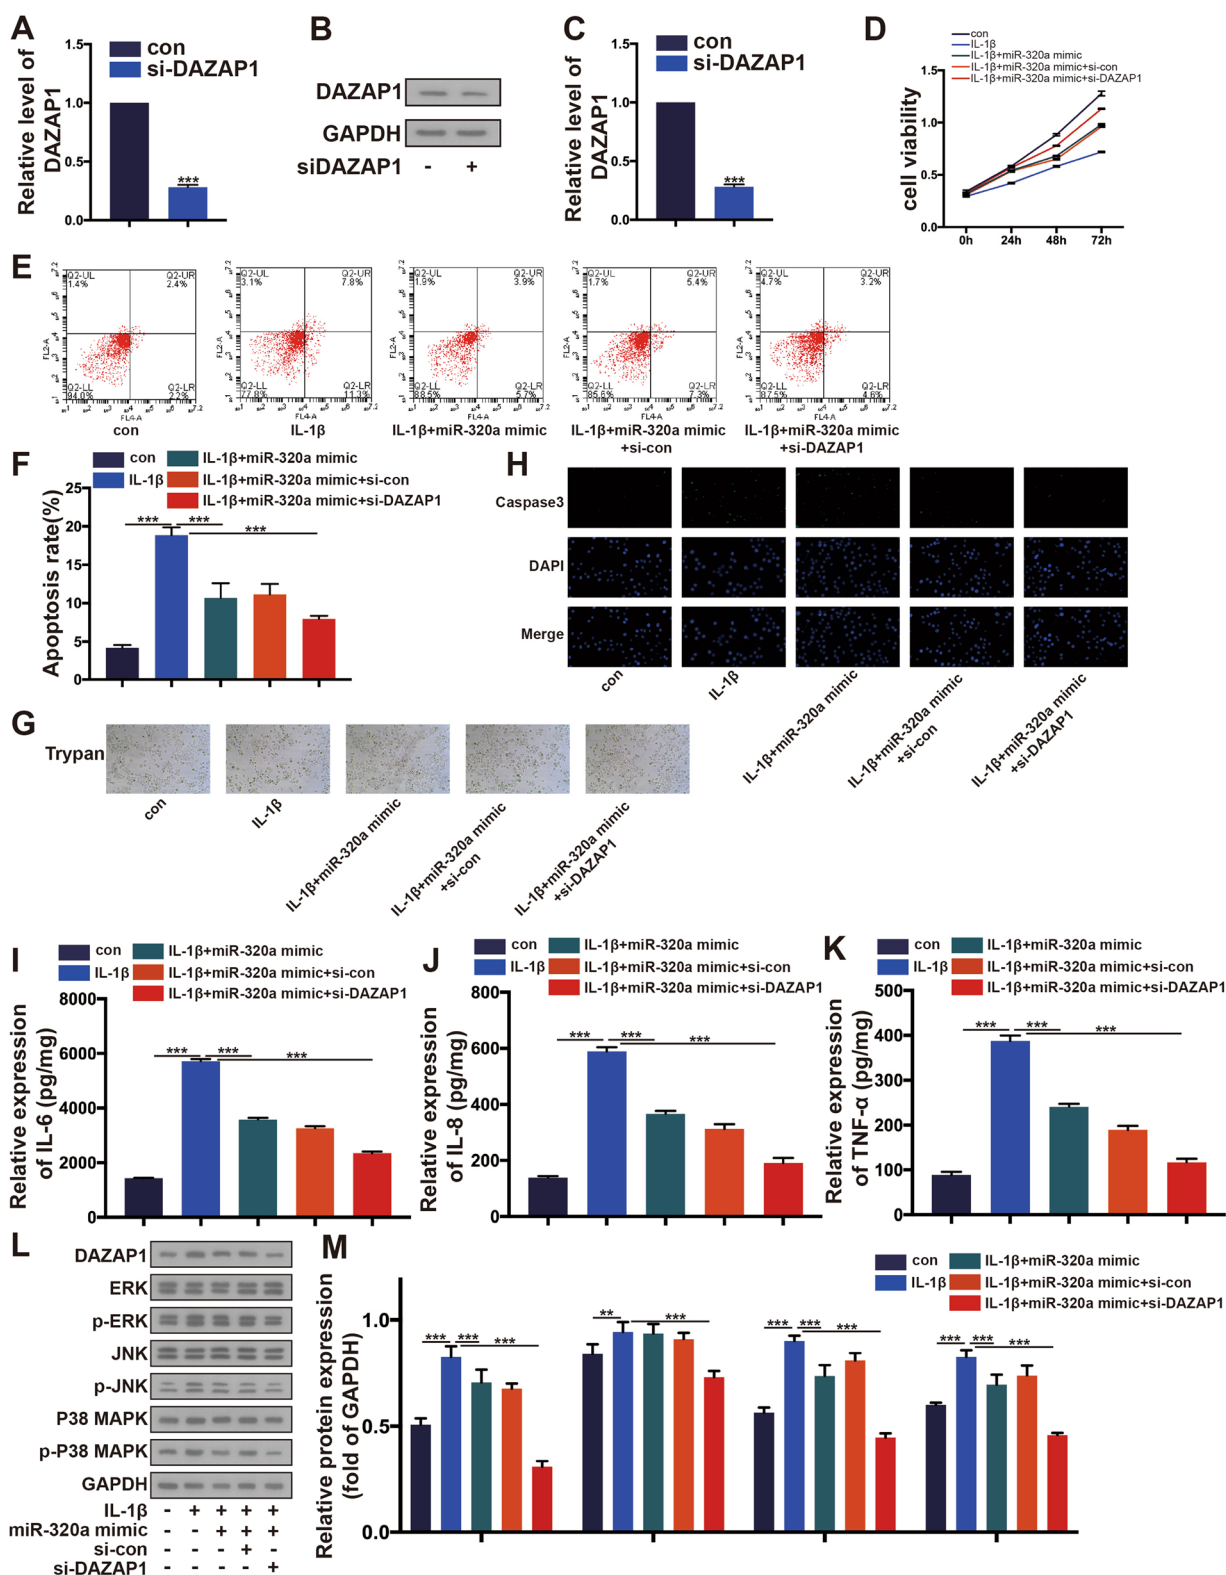 A
Relative level of
DAZAP1
1.5
1.0
0.5
0.0
con
si-DAZAP1
***
B
DAZAP1
GAPDH
siDAZAP1 - +
C
Relative level of
DAZAP1
1.5
1.0
0.5
0.0
con
si-DAZAP1
***
D
con
IL-1β
IL-1β+miR-320a mimic
IL-1β+miR-320a mimic+si-con
IL-1β+miR-320a mimic+si-DAZAP1
cell viability
1.5
1.0
0.5
0.0
0h 24h 48h 72h
E
Q2-UL Q2-UR
1.4% 2.4%
Q2-LL Q2-LR
94.0% 2.2%
FL2-A
FL4-A
con
Q2-UL Q2-UR
3.1% 7.8%
Q2-LL Q2-LR
77.8% 11.3%
FL2-A
FL4-A
IL-1β
Q2-UL Q2-UR
1.9% 3.9%
Q2-LL Q2-LR
88.5% 5.7%
FL2-A
FL4-A
IL-1β+miR-320a mimic
Q2-UL Q2-UR
1.7% 5.4%
Q2-LL Q2-LR
85.6% 7.3%
FL2-A
FL4-A
IL-1β+miR-320a mimic
+si-con
Q2-UL Q2-UR
4.7% 3.2%
Q2-LL Q2-LR
87.5% 4.6%
FL2-A
FL4-A
IL-1β+miR-320a mimic
+si-DAZAP1
F
con
IL-1β
IL-1β+miR-320a mimic
IL-1β+miR-320a mimic+si-con
IL-1β+miR-320a mimic+si-DAZAP1
Apoptosis rate(%)
25
20
15
10
5
0
*** *** ***
H
Caspase3
DAPI
Merge
con
IL-1β
IL-1β+miR-320a mimic
IL-1β+miR-320a mimic
+si-con
IL-1β+miR-320a mimic
+si-DAZAP1
G
Trypan
con
IL-1β
IL-1β+miR-320a mimic
IL-1β+miR-320a mimic
+si-con
IL-1β+miR-320a mimic
+si-DAZAP1
I
con
IL-1β
IL-1β+miR-320a mimic
IL-1β+miR-320a mimic+si-con
IL-1β+miR-320a mimic+si-DAZAP1
Relative expression
of IL-6 (pg/mg)
8000
6000
4000
2000
0
*** *** ***
J
con
IL-1β
IL-1β+miR-320a mimic
IL-1β+miR-320a mimic+si-con
IL-1β+miR-320a mimic+si-DAZAP1
Relative expression
of IL-8 (pg/mg)
800
600
400
200
0
*** *** ***
K
con
IL-1β
IL-1β+miR-320a mimic
IL-1β+miR-320a mimic+si-con
IL-1β+miR-320a mimic+si-DAZAP1
Relative expression
of TNF-α (pg/mg)
500
400
300
200
100
0
*** *** ***
L
DAZAP1
ERK
p-ERK
JNK
p-JNK
P38 MAPK
p-P38 MAPK
GAPDH
IL-1β - + + + +
miR-320a mimic - - + + +
si-con - - - + -
si-DAZAP1 - - - - +
M
con
IL-1β
IL-1β+miR-320a mimic
IL-1β+miR-320a mimic+si-con
IL-1β+miR-320a mimic+si-DAZAP1
Relative protein expression
(fold of GAPDH)
1.0
0.5
0.0
*** *** ***
** ***
*** *** ***
*** *** ***